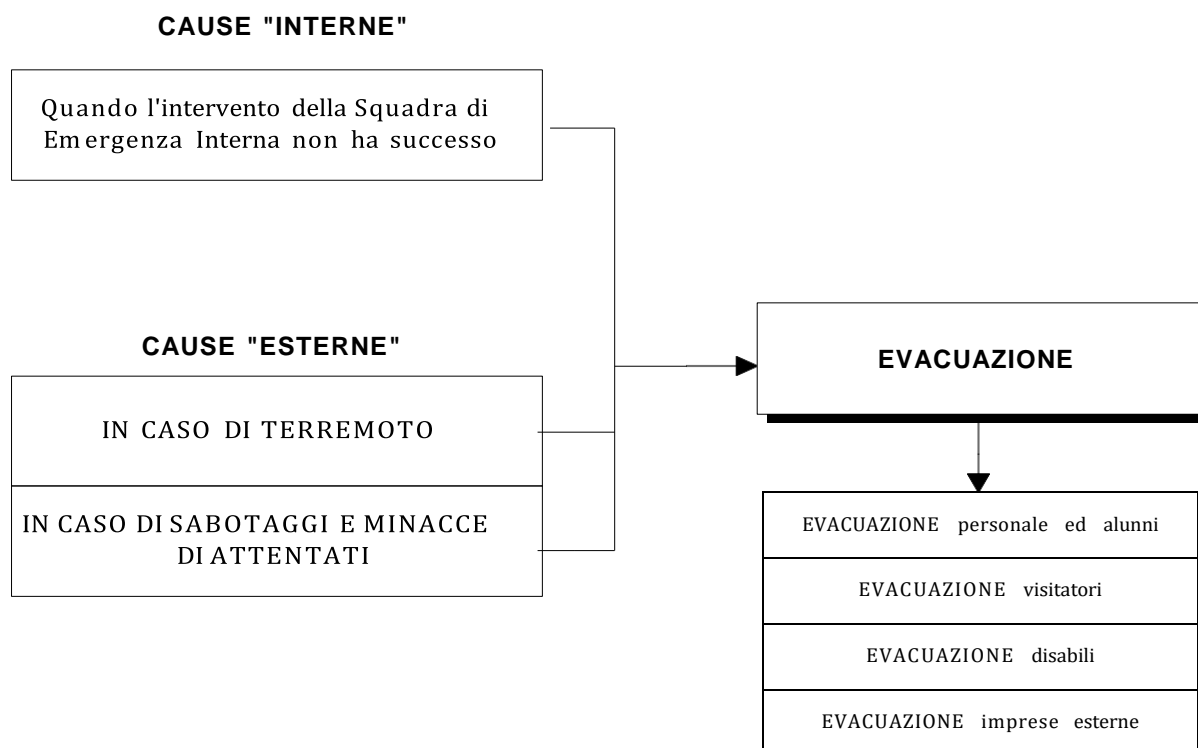 CAUSE "INTERNE"
Quando l'intervento della Squadra di
Emergenza Interna non ha successo
CAUSE "ESTERNE"
IN CASO DI TERREMOTO
IN CASO DI SABOTAGGI E MINACCE
DI ATTENTATI
EVACUAZIONE
EVACUAZIONE personale ed alunni
EVACUAZIONE visitatori
EVACUAZIONE disabili
EVACUAZIONE imprese esterne